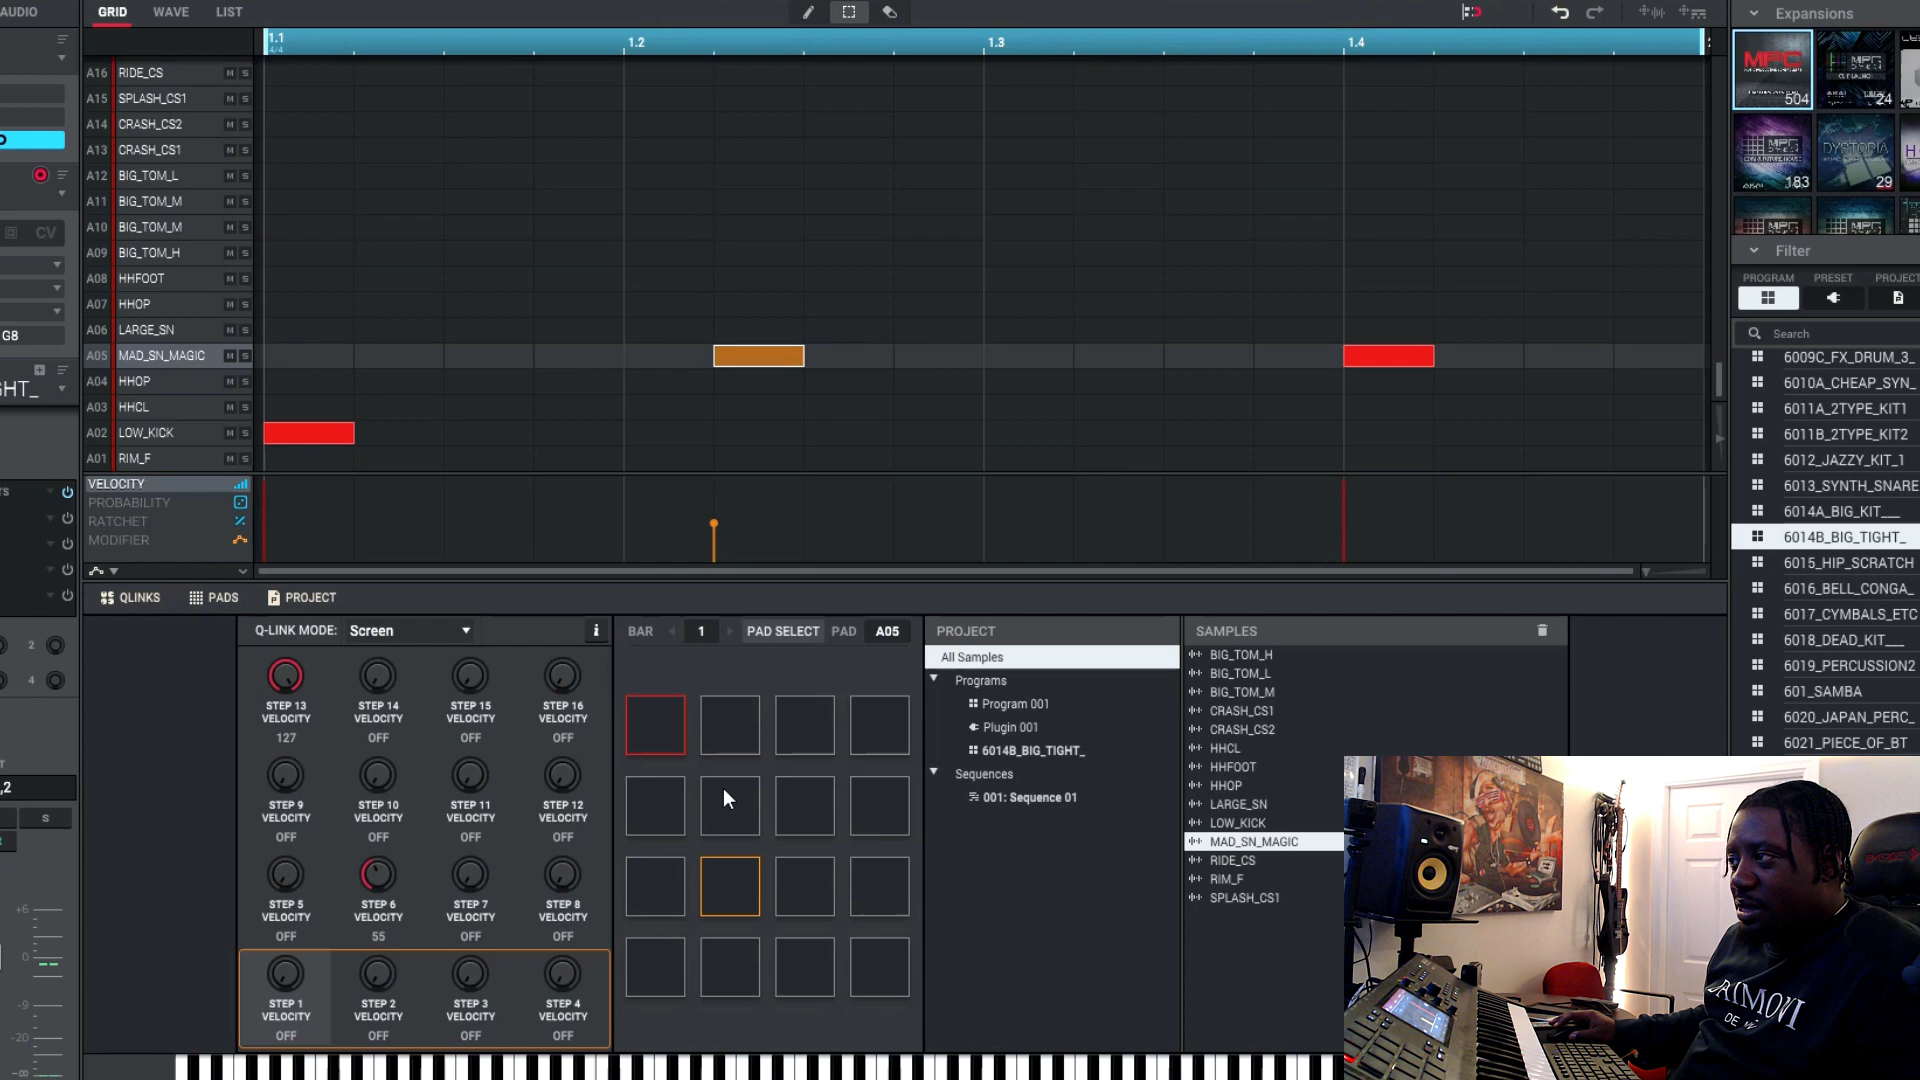 AUDIO
GRID WAVE LIST
Expansions
1.1 1.2 1.3 1.4
4/4
MPC
504
24
183
DYSTOPIA
29
CV
G8
A16 RIDE_CS M S
A15 SPLASH_CS1 M S
A14 CRASH_CS2 M S
A13 CRASH_CS1 M S
A12 BIG_TOM_L M S
A11 BIG_TOM_M M S
A10 BIG_TOM_M M S
A09 BIG_TOM_H M S
A08 HHFOOT M S
A07 HHOP M S
A06 LARGE_SN M S
A05 MAD_SN_MAGIC M S
A04 HHOP M S
A03 HHCL M S
A02 LOW_KICK M S
A01 RIM_F M S
VELOCITY
PROBABILITY
RATCHET
MODIFIER
Filter
PROGRAM PRESET PROJECT
Search
6009C_FX_DRUM_3_
6010A_CHEAP_SYN_
6011A_2TYPE_KIT1
6011B_2TYPE_KIT2
6012_JAZZY_KIT_1
6013_SYNTH_SNARE
6014A_BIG_KIT___
6014B_BIG_TIGHT_
6015_HIP_SCRATCH
6016_BELL_CONGA_
6017_CYMBALS_ETC
6018_DEAD_KIT___
6019_PERCUSSION2
601_SAMBA
6020_JAPAN_PERC_
6021_PIECE_OF_BT
QLINKS PADS PROJECT
Q-LINK MODE: Screen i
STEP 13 STEP 14 STEP 15 STEP 16
VELOCITY VELOCITY VELOCITY VELOCITY
127 OFF OFF OFF
STEP 9 STEP 10 STEP 11 STEP 12
VELOCITY VELOCITY VELOCITY VELOCITY
OFF OFF OFF OFF
STEP 5 STEP 6 STEP 7 STEP 8
VELOCITY VELOCITY VELOCITY VELOCITY
OFF 55 OFF OFF
STEP 1 STEP 2 STEP 3 STEP 4
VELOCITY VELOCITY VELOCITY VELOCITY
OFF OFF OFF OFF
BAR 1 PAD SELECT PAD A05
PROJECT
All Samples
Programs
Program 001
Plugin 001
6014B_BIG_TIGHT_
Sequences
001: Sequence 01
SAMPLES
BIG_TOM_H
BIG_TOM_L
BIG_TOM_M
CRASH_CS1
CRASH_CS2
HHCL
HHFOOT
HHOP
LARGE_SN
LOW_KICK
MAD_SN_MAGIC
RIDE_CS
RIM_F
SPLASH_CS1
2
4
S
+6
0
-9
-20